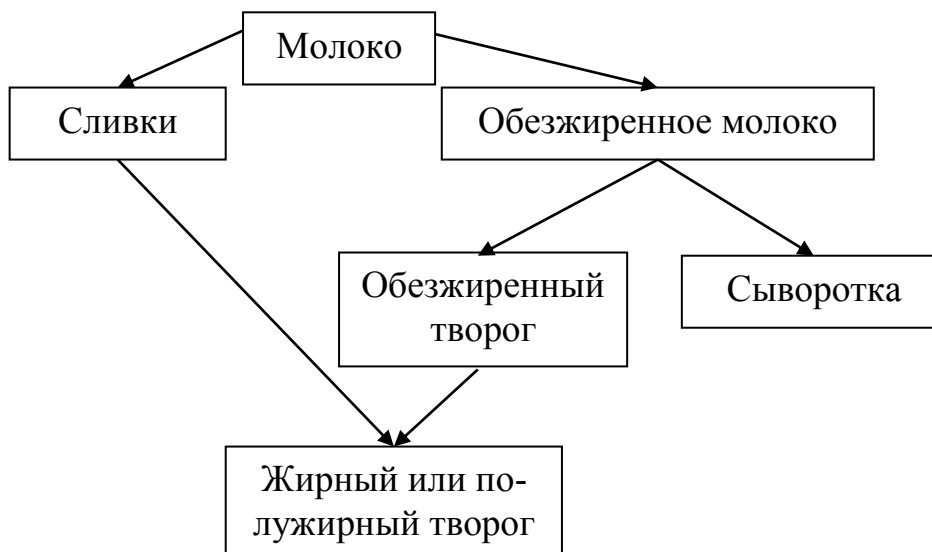 Молоко
Сливки
Обезжиренное молоко
Обезжиренный
творог
Сыворотка
Жирный или по-
лужирный творог